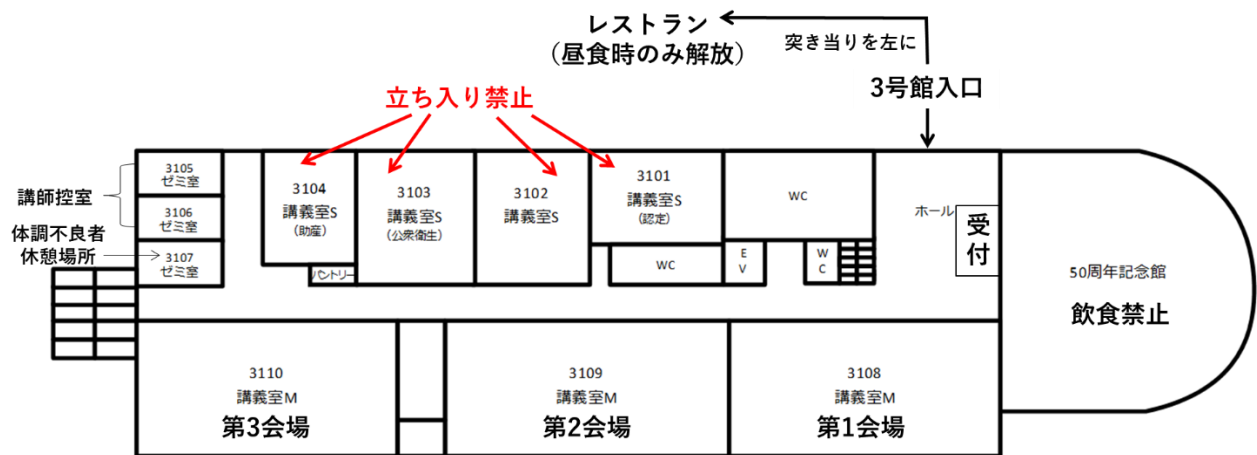 レストラン
（昼食時のみ解放）
突き当りを左に
3号館入口
立ち入り禁止
3105
ゼミ室
3106
ゼミ室
講師控室
体調不良者
休憩場所
3107
ゼミ室
3104
講義室S
(助産)
パントリー
3103
講義室S
(公衆衛生)
3102
講義室S
3101
講義室S
(認定)
WC
WC
EV
WC
ホール
受付
50周年記念館
飲食禁止
3110
講義室M
第3会場
3109
講義室M
第2会場
3108
講義室M
第1会場